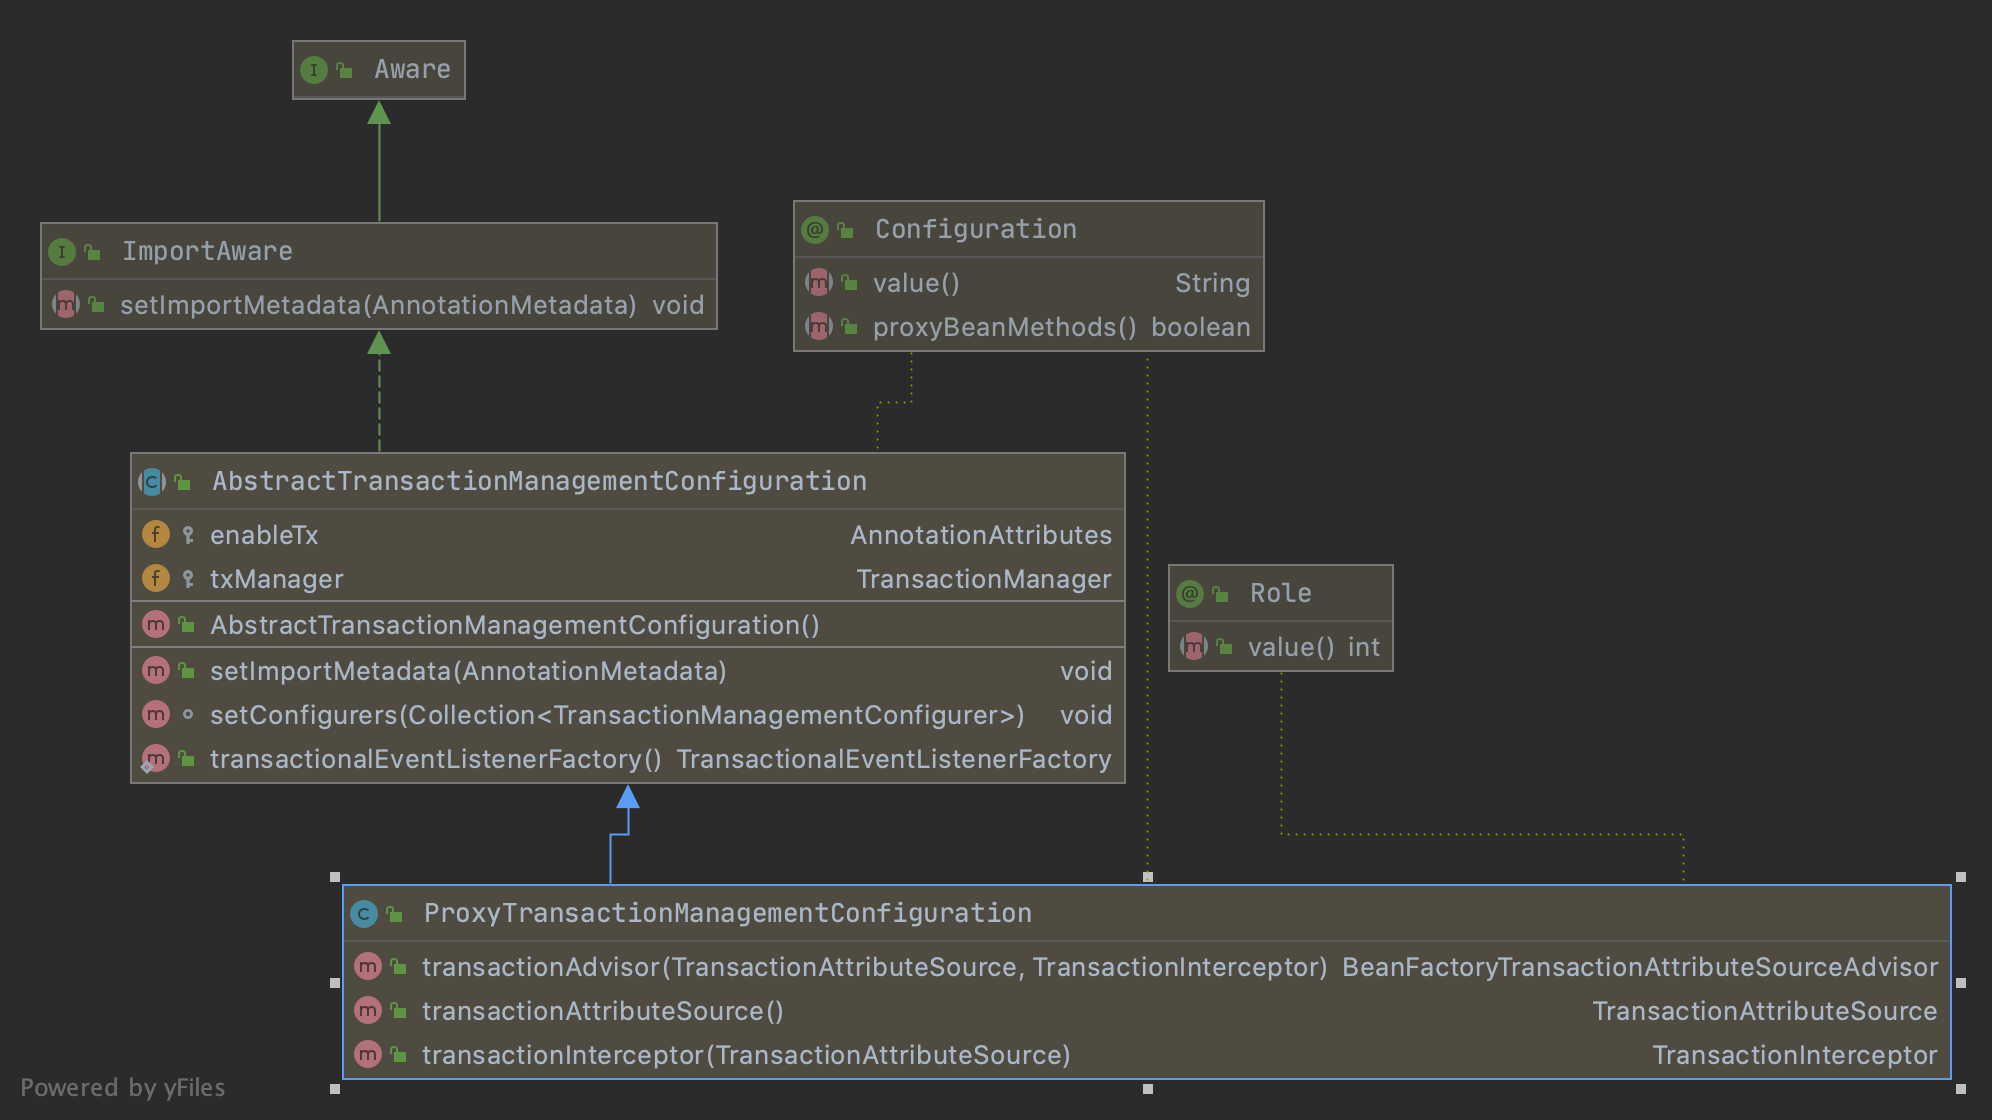 Aware
ImportAware
setImportMetadata(AnnotationMetadata) void
Configuration
value() String
proxyBeanMethods() boolean
AbstractTransactionManagementConfiguration
enableTx AnnotationAttributes
txManager TransactionManager
AbstractTransactionManagementConfiguration()
setImportMetadata(AnnotationMetadata) void
setConfigurers(Collection<TransactionManagementConfigurer>) void
transactionalEventListenerFactory() TransactionalEventListenerFactory
Role
value() int
ProxyTransactionManagementConfiguration
transactionAdvisor(TransactionAttributeSource, TransactionInterceptor) BeanFactoryTransactionAttributeSourceAdvisor
transactionAttributeSource() TransactionAttributeSource
transactionInterceptor(TransactionAttributeSource) TransactionInterceptor
Powered by yFiles